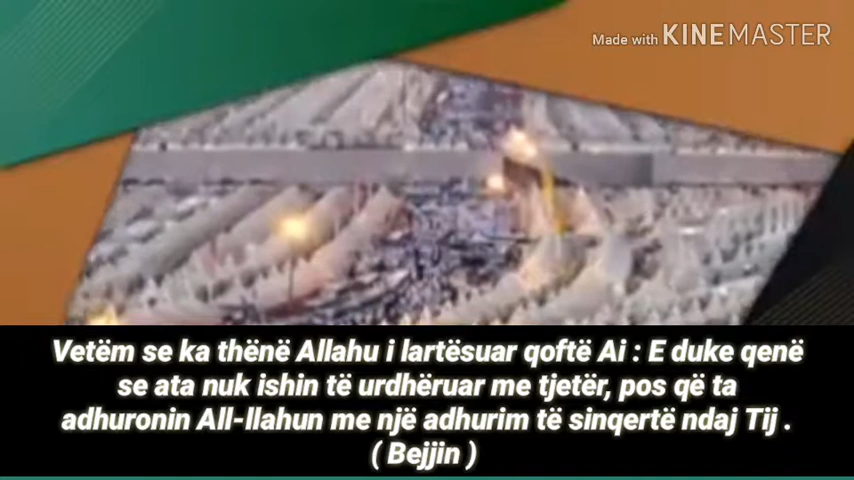 Made with KINEMASTER
Vetëm se ka thënë Allahu i lartësuar qoftë Ai : E duke qenë
se ata nuk ishin të urdhëruar me tjetër, pos që ta
adhuronin All-llahun me një adhurim të sinqertë ndaj Tij .
( Bejjin )